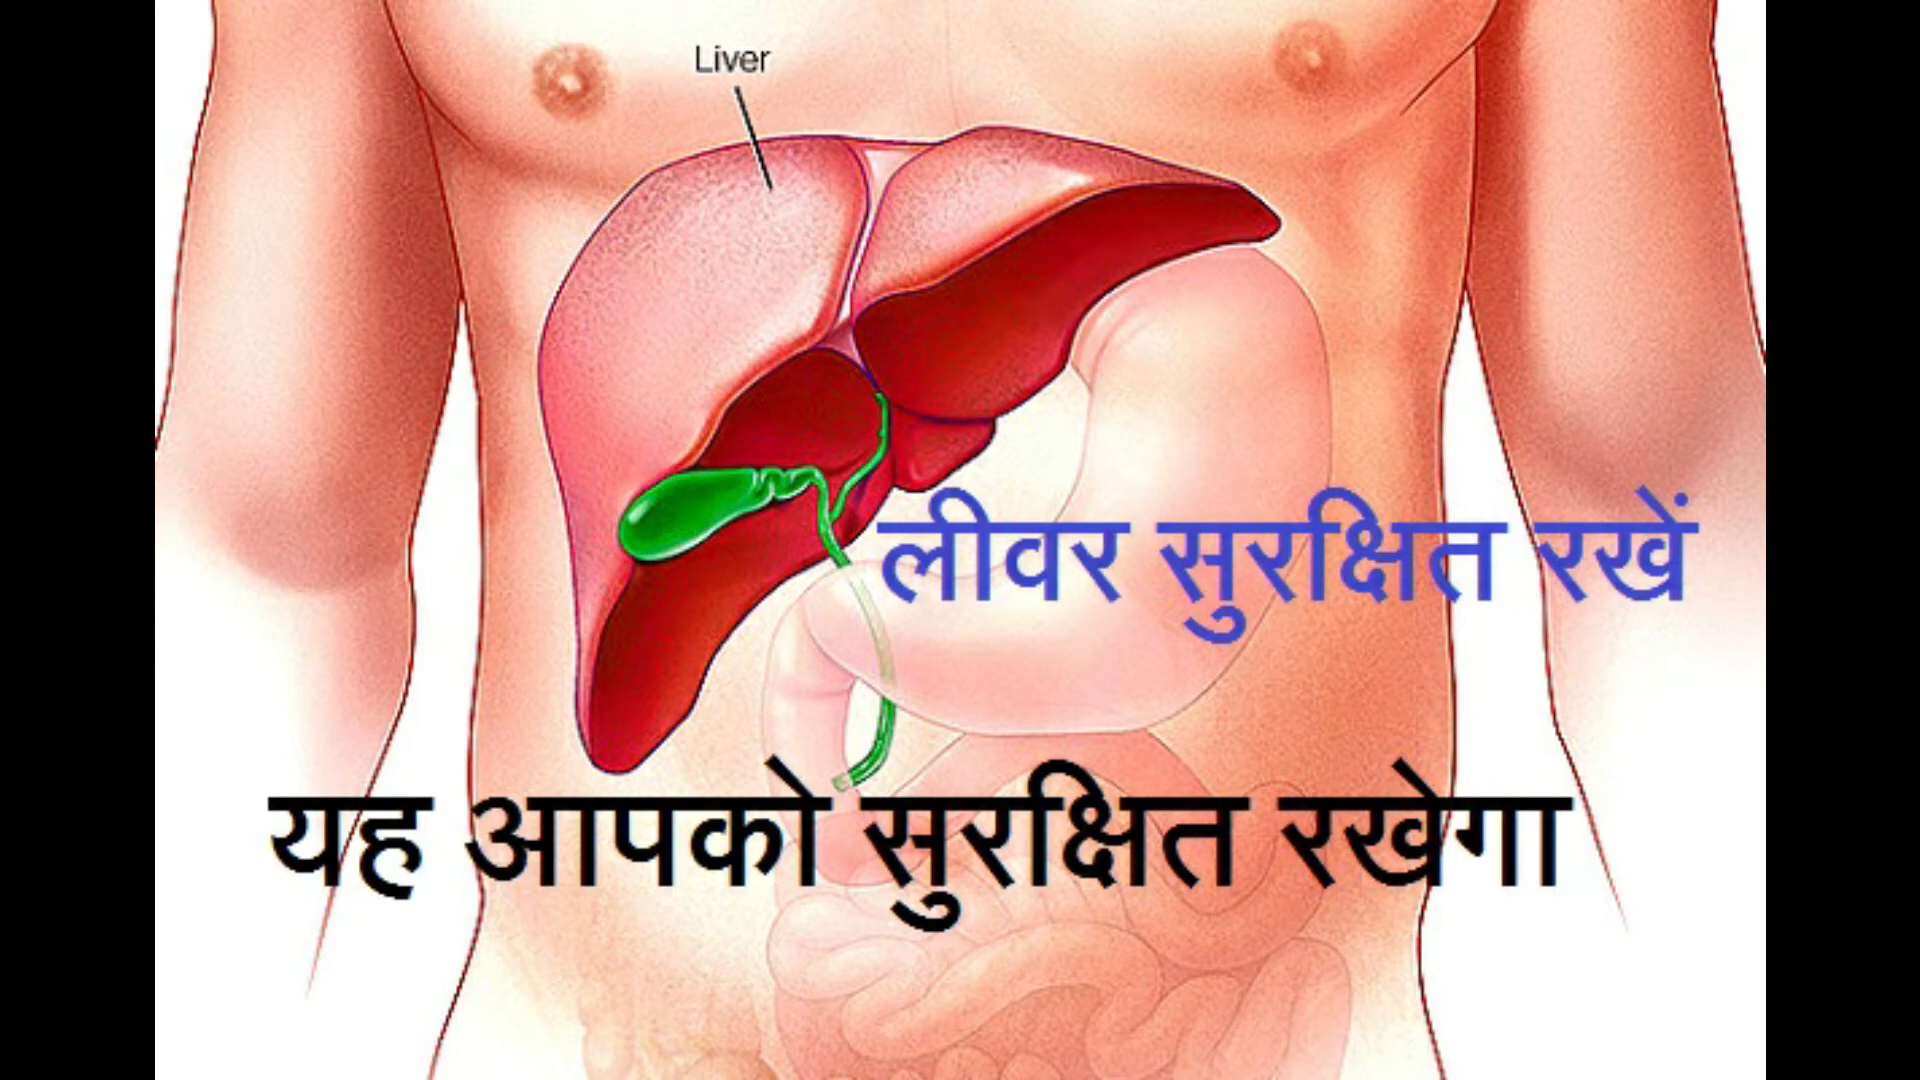 Liver
लीवर सुरक्षित रखें
यह आपको सुरक्षित रखेगा